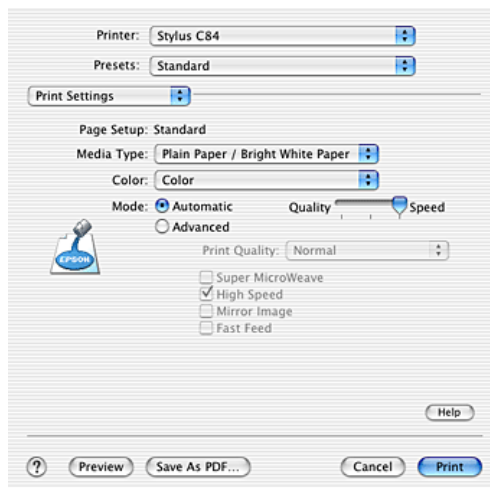 Printer: Stylus C84
Presets: Standard
Print Settings
Page Setup: Standard
Media Type: Plain Paper / Bright White Paper
Color: Color
Mode: Automatic Quality Speed
Advanced
EPSON
Print Quality: Normal
Super MicroWeave
High Speed
Mirror Image
Fast Feed
Help
? Preview Save As PDF... Cancel Print